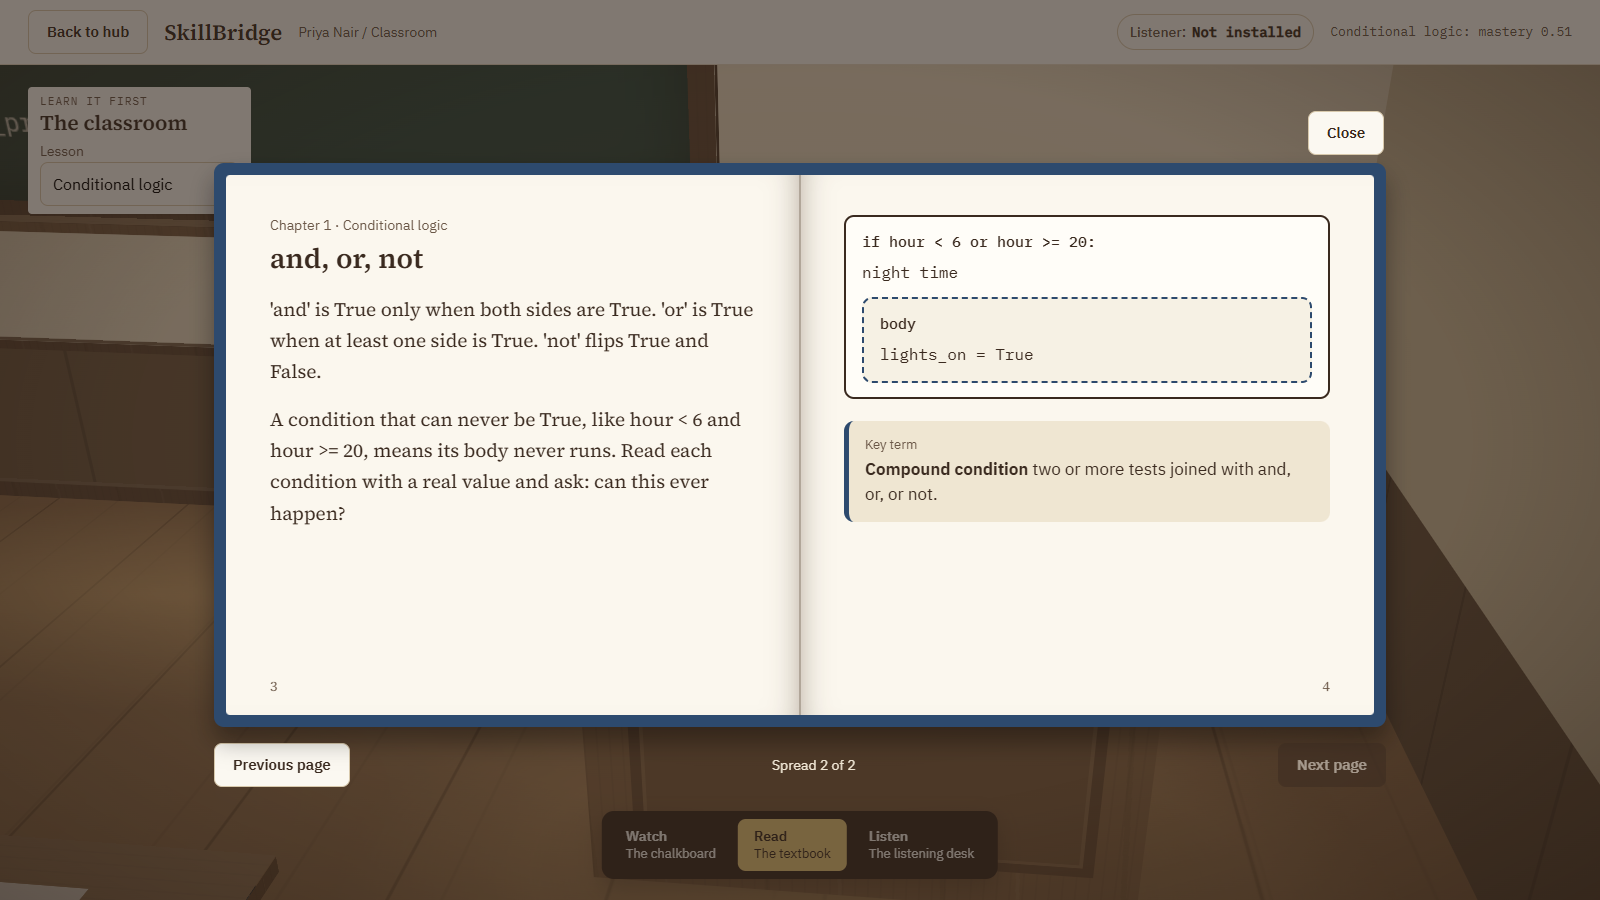 Back to hub
SkillBridge
Priya Nair / Classroom
Listener: Not installed
Conditional logic: mastery 0.51
LEARN IT FIRST
The classroom
Lesson
Conditional logic
Close
Chapter 1 · Conditional logic
and, or, not
'and' is True only when both sides are True. 'or' is True
when at least one side is True. 'not' flips True and
False.
A condition that can never be True, like hour < 6 and
hour >= 20, means its body never runs. Read each
condition with a real value and ask: can this ever
happen?
3
if hour < 6 or hour >= 20:
night time
body
lights_on = True
Key term
Compound condition two or more tests joined with and,
or, or not.
4
Previous page
Spread 2 of 2
Next page
Watch
The chalkboard
Read
The textbook
Listen
The listening desk